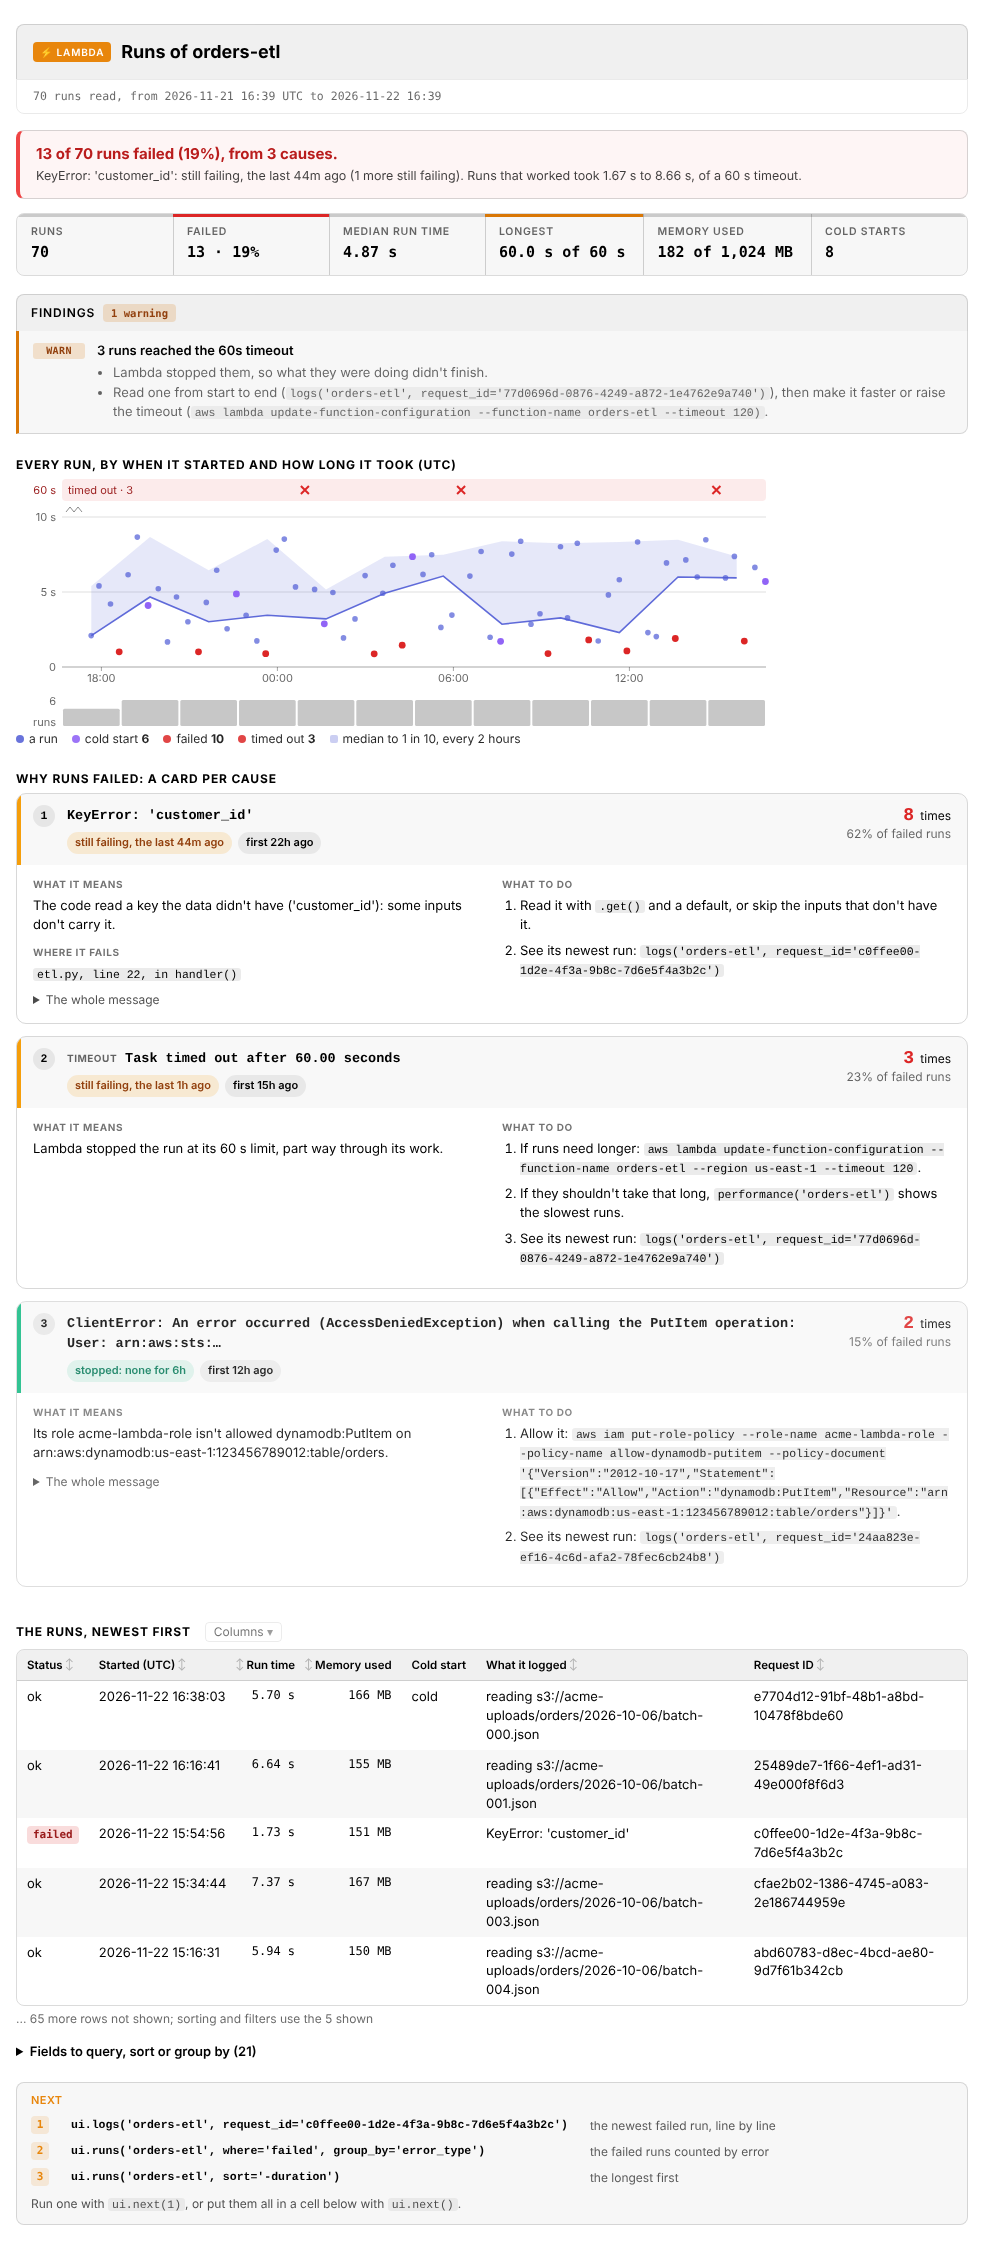 ⚡ LAMBDA Runs of orders-etl
70 runs read, from 2026-11-21 16:39 UTC to 2026-11-22 16:39
13 of 70 runs failed (19%), from 3 causes.
KeyError: 'customer_id': still failing, the last 44m ago (1 more still failing). Runs that worked took 1.67 s to 8.66 s, of a 60 s timeout.
RUNS FAILED MEDIAN RUN TIME LONGEST MEMORY USED COLD STARTS
70 13 · 19% 4.87 s 60.0 s of 60 s 182 of 1,024 MB 8
FINDINGS 1 warning
WARN 3 runs reached the 60s timeout
• Lambda stopped them, so what they were doing didn't finish.
• Read one from start to end ( logs('orders-etl', request_id='77d0696d-0876-4249-a872-1e4762e9a740') ), then make it faster or raise
the timeout ( aws lambda update-function-configuration --function-name orders-etl --timeout 120) .
EVERY RUN, BY WHEN IT STARTED AND HOW LONG IT TOOK (UTC)
60 s timed out · 3
10 s
5 s
0
18:00 00:00 06:00 12:00
6
runs
a run cold start 6 failed 10 timed out 3 median to 1 in 10, every 2 hours
WHY RUNS FAILED: A CARD PER CAUSE
1 KeyError: 'customer_id' 8 times
still failing, the last 44m ago first 22h ago 62% of failed runs
WHAT IT MEANS
The code read a key the data didn't have ('customer_id'): some inputs
don't carry it.
WHERE IT FAILS
etl.py, line 22, in handler()
▶ The whole message
WHAT TO DO
1. Read it with .get() and a default, or skip the inputs that don't have
it.
2. See its newest run: logs('orders-etl', request_id='c0ffee00-
1d2e-4f3a-9b8c-7d6e5f4a3b2c')
2 TIMEOUT Task timed out after 60.00 seconds 3 times
still failing, the last 1h ago first 15h ago 23% of failed runs
WHAT IT MEANS
Lambda stopped the run at its 60 s limit, part way through its work.
WHAT TO DO
1. If runs need longer: aws lambda update-function-configuration --
function-name orders-etl --region us-east-1 --timeout 120 .
2. If they shouldn't take that long, performance('orders-etl') shows
the slowest runs.
3. See its newest run: logs('orders-etl', request_id='77d0696d-
0876-4249-a872-1e4762e9a740')
3 ClientError: An error occurred (AccessDeniedException) when calling the PutItem operation: 2 times
User: arn:aws:sts:… 15% of failed runs
stopped: none for 6h first 12h ago
WHAT IT MEANS
Its role acme-lambda-role isn't allowed dynamodb:PutItem on
arn:aws:dynamodb:us-east-1:123456789012:table/orders.
▶ The whole message
WHAT TO DO
1. Allow it: aws iam put-role-policy --role-name acme-lambda-role -
-policy-name allow-dynamodb-putitem --policy-document
'{"Version":"2012-10-17","Statement":
[{"Effect":"Allow","Action":"dynamodb:PutItem","Resource":"arn
:aws:dynamodb:us-east-1:123456789012:table/orders"}]}' .
2. See its newest run: logs('orders-etl', request_id='24aa823e-
ef16-4c6d-afa2-78fec6cb24b8')
THE RUNS, NEWEST FIRST Columns ▾
Status Started (UTC) Run time Memory used Cold start What it logged Request ID
ok 2026-11-22 16:38:03 5.70 s 166 MB cold reading s3://acme- e7704d12-91bf-48b1-a8bd-
uploads/orders/2026-10-06/batch- 10478f8bde60
000.json
ok 2026-11-22 16:16:41 6.64 s 155 MB reading s3://acme- 25489de7-1f66-4ef1-ad31-
uploads/orders/2026-10-06/batch- 49e000f8f6d3
001.json
failed 2026-11-22 15:54:56 1.73 s 151 MB KeyError: 'customer_id' c0ffee00-1d2e-4f3a-9b8c-
7d6e5f4a3b2c
ok 2026-11-22 15:34:44 7.37 s 167 MB reading s3://acme- cfae2b02-1386-4745-a083-
uploads/orders/2026-10-06/batch- 2e186744959e
003.json
ok 2026-11-22 15:16:31 5.94 s 150 MB reading s3://acme- abd60783-d8ec-4bcd-ae80-
uploads/orders/2026-10-06/batch- 9d7f61b342cb
004.json
... 65 more rows not shown; sorting and filters use the 5 shown
▶ Fields to query, sort or group by (21)
NEXT
1 ui.logs('orders-etl', request_id='c0ffee00-1d2e-4f3a-9b8c-7d6e5f4a3b2c') the newest failed run, line by line
2 ui.runs('orders-etl', where='failed', group_by='error_type') the failed runs counted by error
3 ui.runs('orders-etl', sort='-duration') the longest first
Run one with ui.next(1) , or put them all in a cell below with ui.next() .